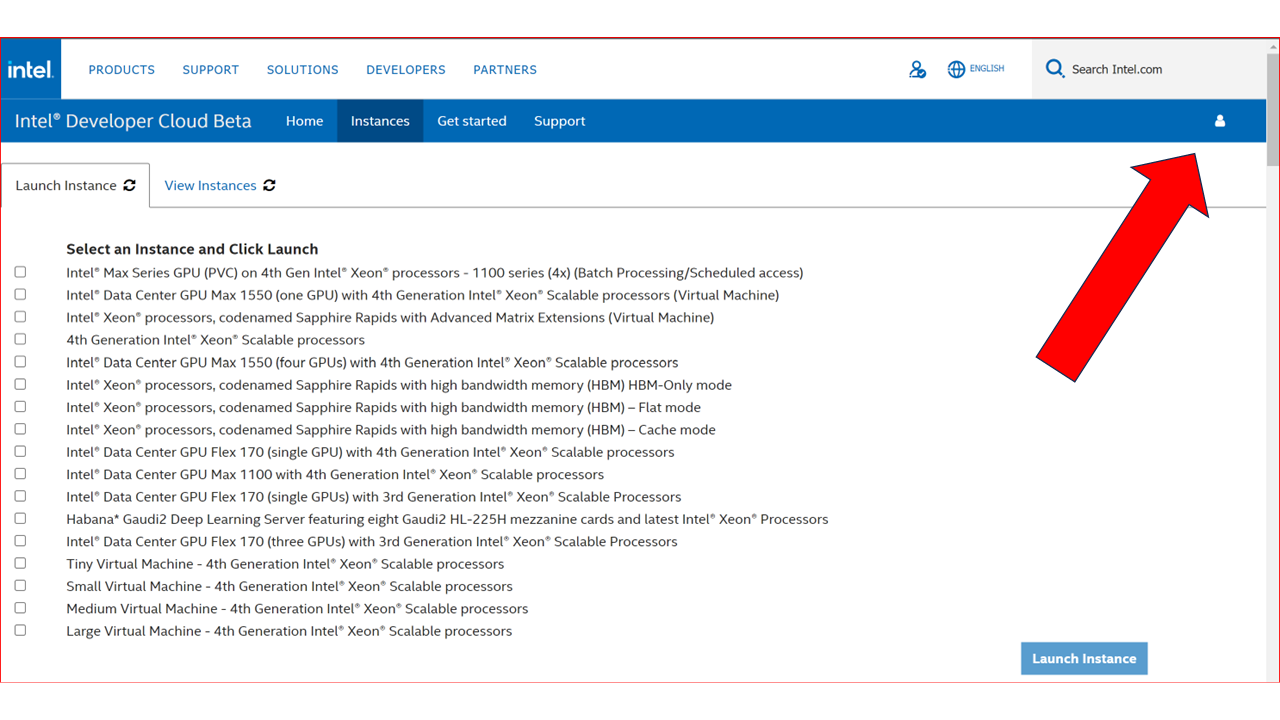 intel.
PRODUCTS SUPPORT SOLUTIONS DEVELOPERS PARTNERS ENGLISH Search Intel.com
Intel® Developer Cloud Beta Home Instances Get started Support
Launch Instance View Instances
Select an Instance and Click Launch
Intel® Max Series GPU (PVC) on 4th Gen Intel® Xeon® processors - 1100 series (4x) (Batch Processing/Scheduled access)
Intel® Data Center GPU Max 1550 (one GPU) with 4th Generation Intel® Xeon® Scalable processors (Virtual Machine)
Intel® Xeon® processors, codenamed Sapphire Rapids with Advanced Matrix Extensions (Virtual Machine)
4th Generation Intel® Xeon® Scalable processors
Intel® Data Center GPU Max 1550 (four GPUs) with 4th Generation Intel® Xeon® Scalable processors
Intel® Xeon® processors, codenamed Sapphire Rapids with high bandwidth memory (HBM) HBM-Only mode
Intel® Xeon® processors, codenamed Sapphire Rapids with high bandwidth memory (HBM) – Flat mode
Intel® Xeon® processors, codenamed Sapphire Rapids with high bandwidth memory (HBM) – Cache mode
Intel® Data Center GPU Flex 170 (single GPU) with 4th Generation Intel® Xeon® Scalable processors
Intel® Data Center GPU Max 1100 with 4th Generation Intel® Xeon® Scalable processors
Intel® Data Center GPU Flex 170 (single GPUs) with 3rd Generation Intel® Xeon® Scalable Processors
Habana* Gaudi2 Deep Learning Server featuring eight Gaudi2 HL-225H mezzanine cards and latest Intel® Xeon® Processors
Intel® Data Center GPU Flex 170 (three GPUs) with 3rd Generation Intel® Xeon® Scalable Processors
Tiny Virtual Machine - 4th Generation Intel® Xeon® Scalable processors
Small Virtual Machine - 4th Generation Intel® Xeon® Scalable processors
Medium Virtual Machine - 4th Generation Intel® Xeon® Scalable processors
Large Virtual Machine - 4th Generation Intel® Xeon® Scalable processors
Launch Instance